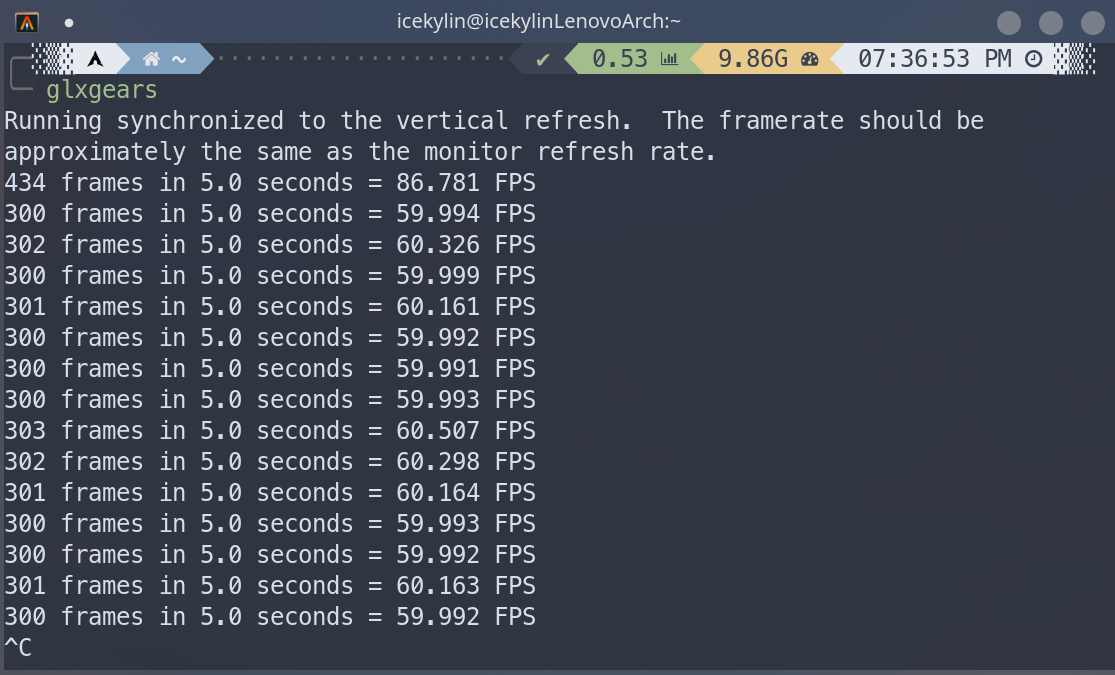 icekylin@icekylinLenovoArch:~
~ ✔ 0.53 9.86G 07:36:53 PM
glxgears
Running synchronized to the vertical refresh.  The framerate should be
approximately the same as the monitor refresh rate.
434 frames in 5.0 seconds = 86.781 FPS
300 frames in 5.0 seconds = 59.994 FPS
302 frames in 5.0 seconds = 60.326 FPS
300 frames in 5.0 seconds = 59.999 FPS
301 frames in 5.0 seconds = 60.161 FPS
300 frames in 5.0 seconds = 59.992 FPS
300 frames in 5.0 seconds = 59.991 FPS
300 frames in 5.0 seconds = 59.993 FPS
303 frames in 5.0 seconds = 60.507 FPS
302 frames in 5.0 seconds = 60.298 FPS
301 frames in 5.0 seconds = 60.164 FPS
300 frames in 5.0 seconds = 59.993 FPS
300 frames in 5.0 seconds = 59.992 FPS
301 frames in 5.0 seconds = 60.163 FPS
300 frames in 5.0 seconds = 59.992 FPS
^C